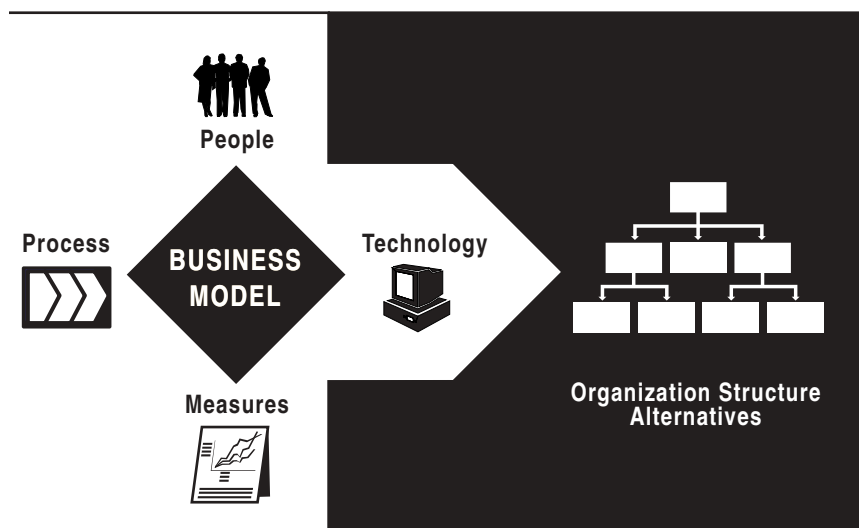 People
Process
BUSINESS
MODEL
Technology
Measures
Organization Structure
Alternatives